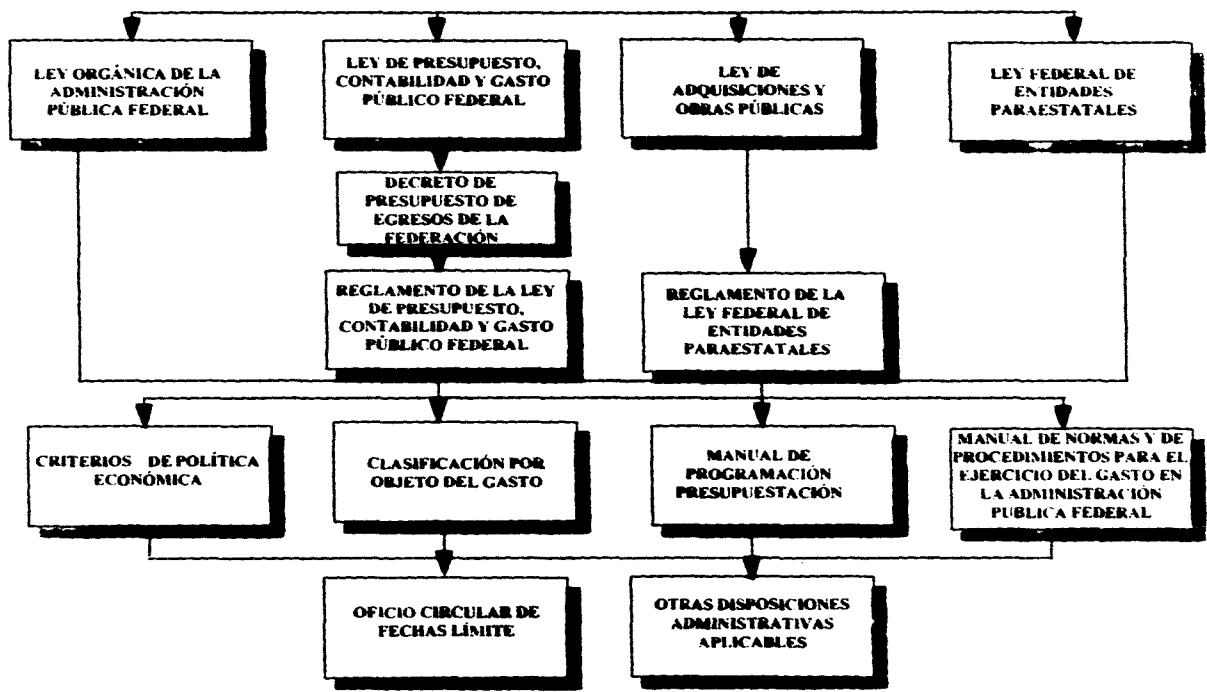 LEY ORGÁNICA DE LA
ADMINISTRACIÓN
PÚBLICA FEDERAL
LEY DE PRESUPUESTO,
CONTABILIDAD Y GASTO
PÚBLICO FEDERAL
LEY DE
ADQUISICIONES Y
OBRAS PÚBLICAS
LEY FEDERAL DE
ENTIDADES
PARAESTATALES
DECRETO DE
PRESUPUESTO DE
EGRESOS DE LA
FEDERACIÓN
REGLAMENTO DE LA LEY
DE PRESUPUESTO,
CONTABILIDAD Y GASTO
PÚBLICO FEDERAL
REGLAMENTO DE LA
LEY FEDERAL DE
ENTIDADES
PARAESTATALES
CRITERIOS DE POLÍTICA
ECONÓMICA
CLASIFICACIÓN POR
OBJETO DEL GASTO
MANUAL DE
PROGRAMACIÓN
PRESUPUESTACIÓN
MANUAL DE NORMAS Y DE
PROCEDIMIENTOS PARA EL
EJERCICIO DEL GASTO EN
LA ADMINISTRACIÓN
PUBLICA FEDERAL
OFICIO CIRCULAR DE
FECHAS LÍMITE
OTRAS DISPOSICIONES
ADMINISTRATIVAS
APLICABLES